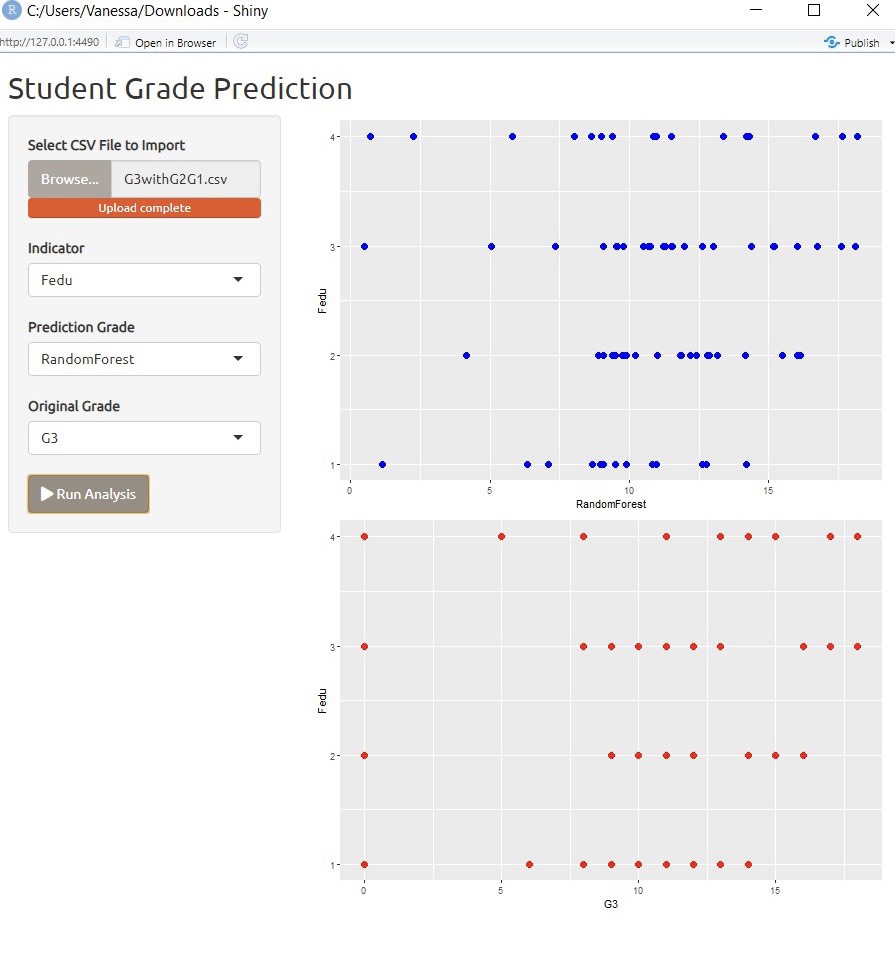 R C:/Users/Vanessa/Downloads - Shiny
http://127.0.0.1:4490 Open in Browser Publish
Student Grade Prediction
Select CSV File to Import
Browse... G3withG2G1.csv
Upload complete
Indicator
Fedu
Prediction Grade
RandomForest
Original Grade
G3
Run Analysis
4
3
2
1
Fedu
0 5 10 15
RandomForest
4
3
2
1
Fedu
0 5 10 15
G3